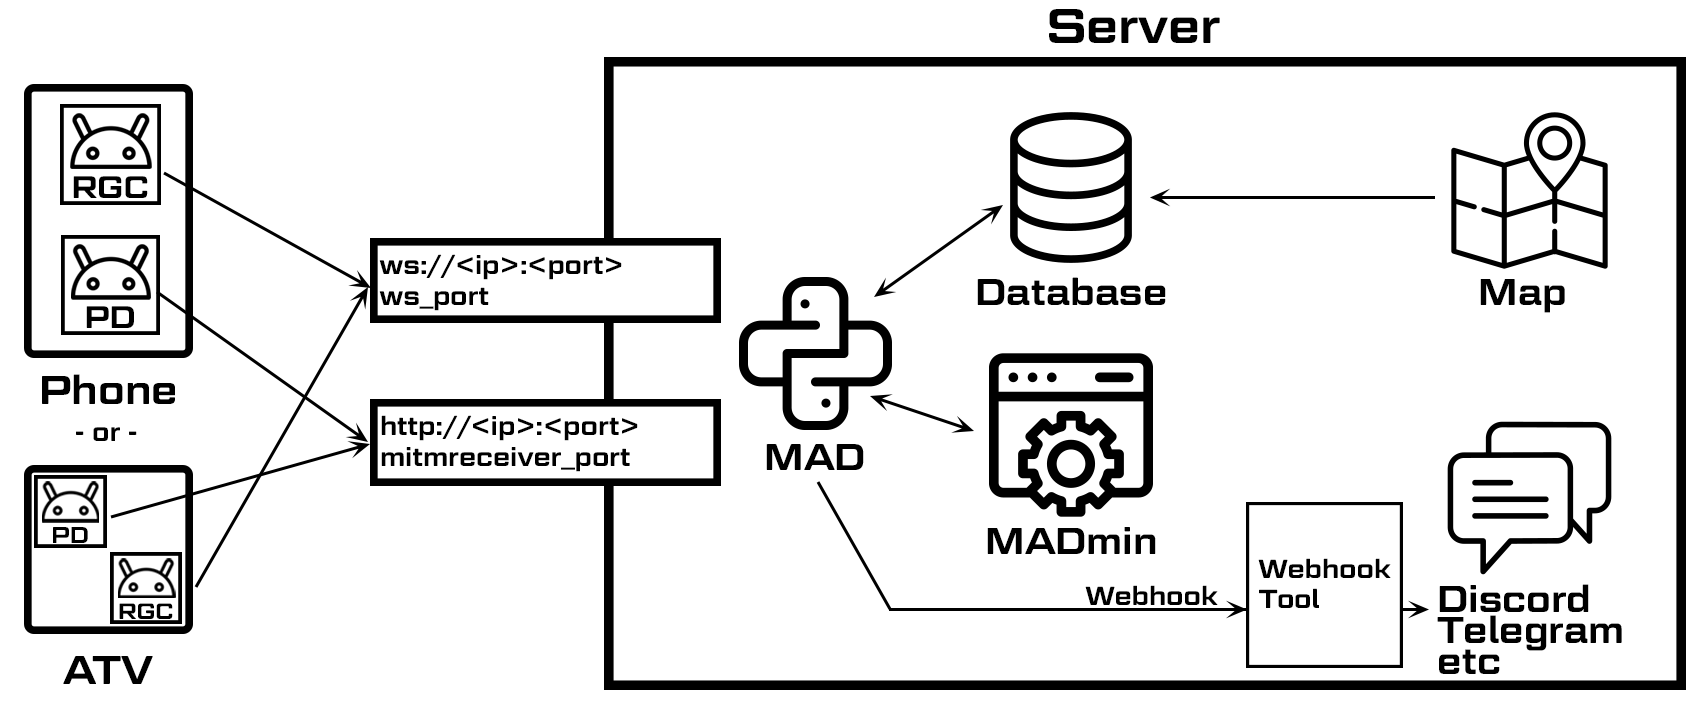 Server
RGC
PD
Phone
- or -
PD
RGC
ATV
ws://<ip>:<port>
ws_port
http://<ip>:<port>
mitmreceiver_port
MAD
Database
Map
MADmin
Webhook
Webhook
Tool
Discord
Telegram
etc